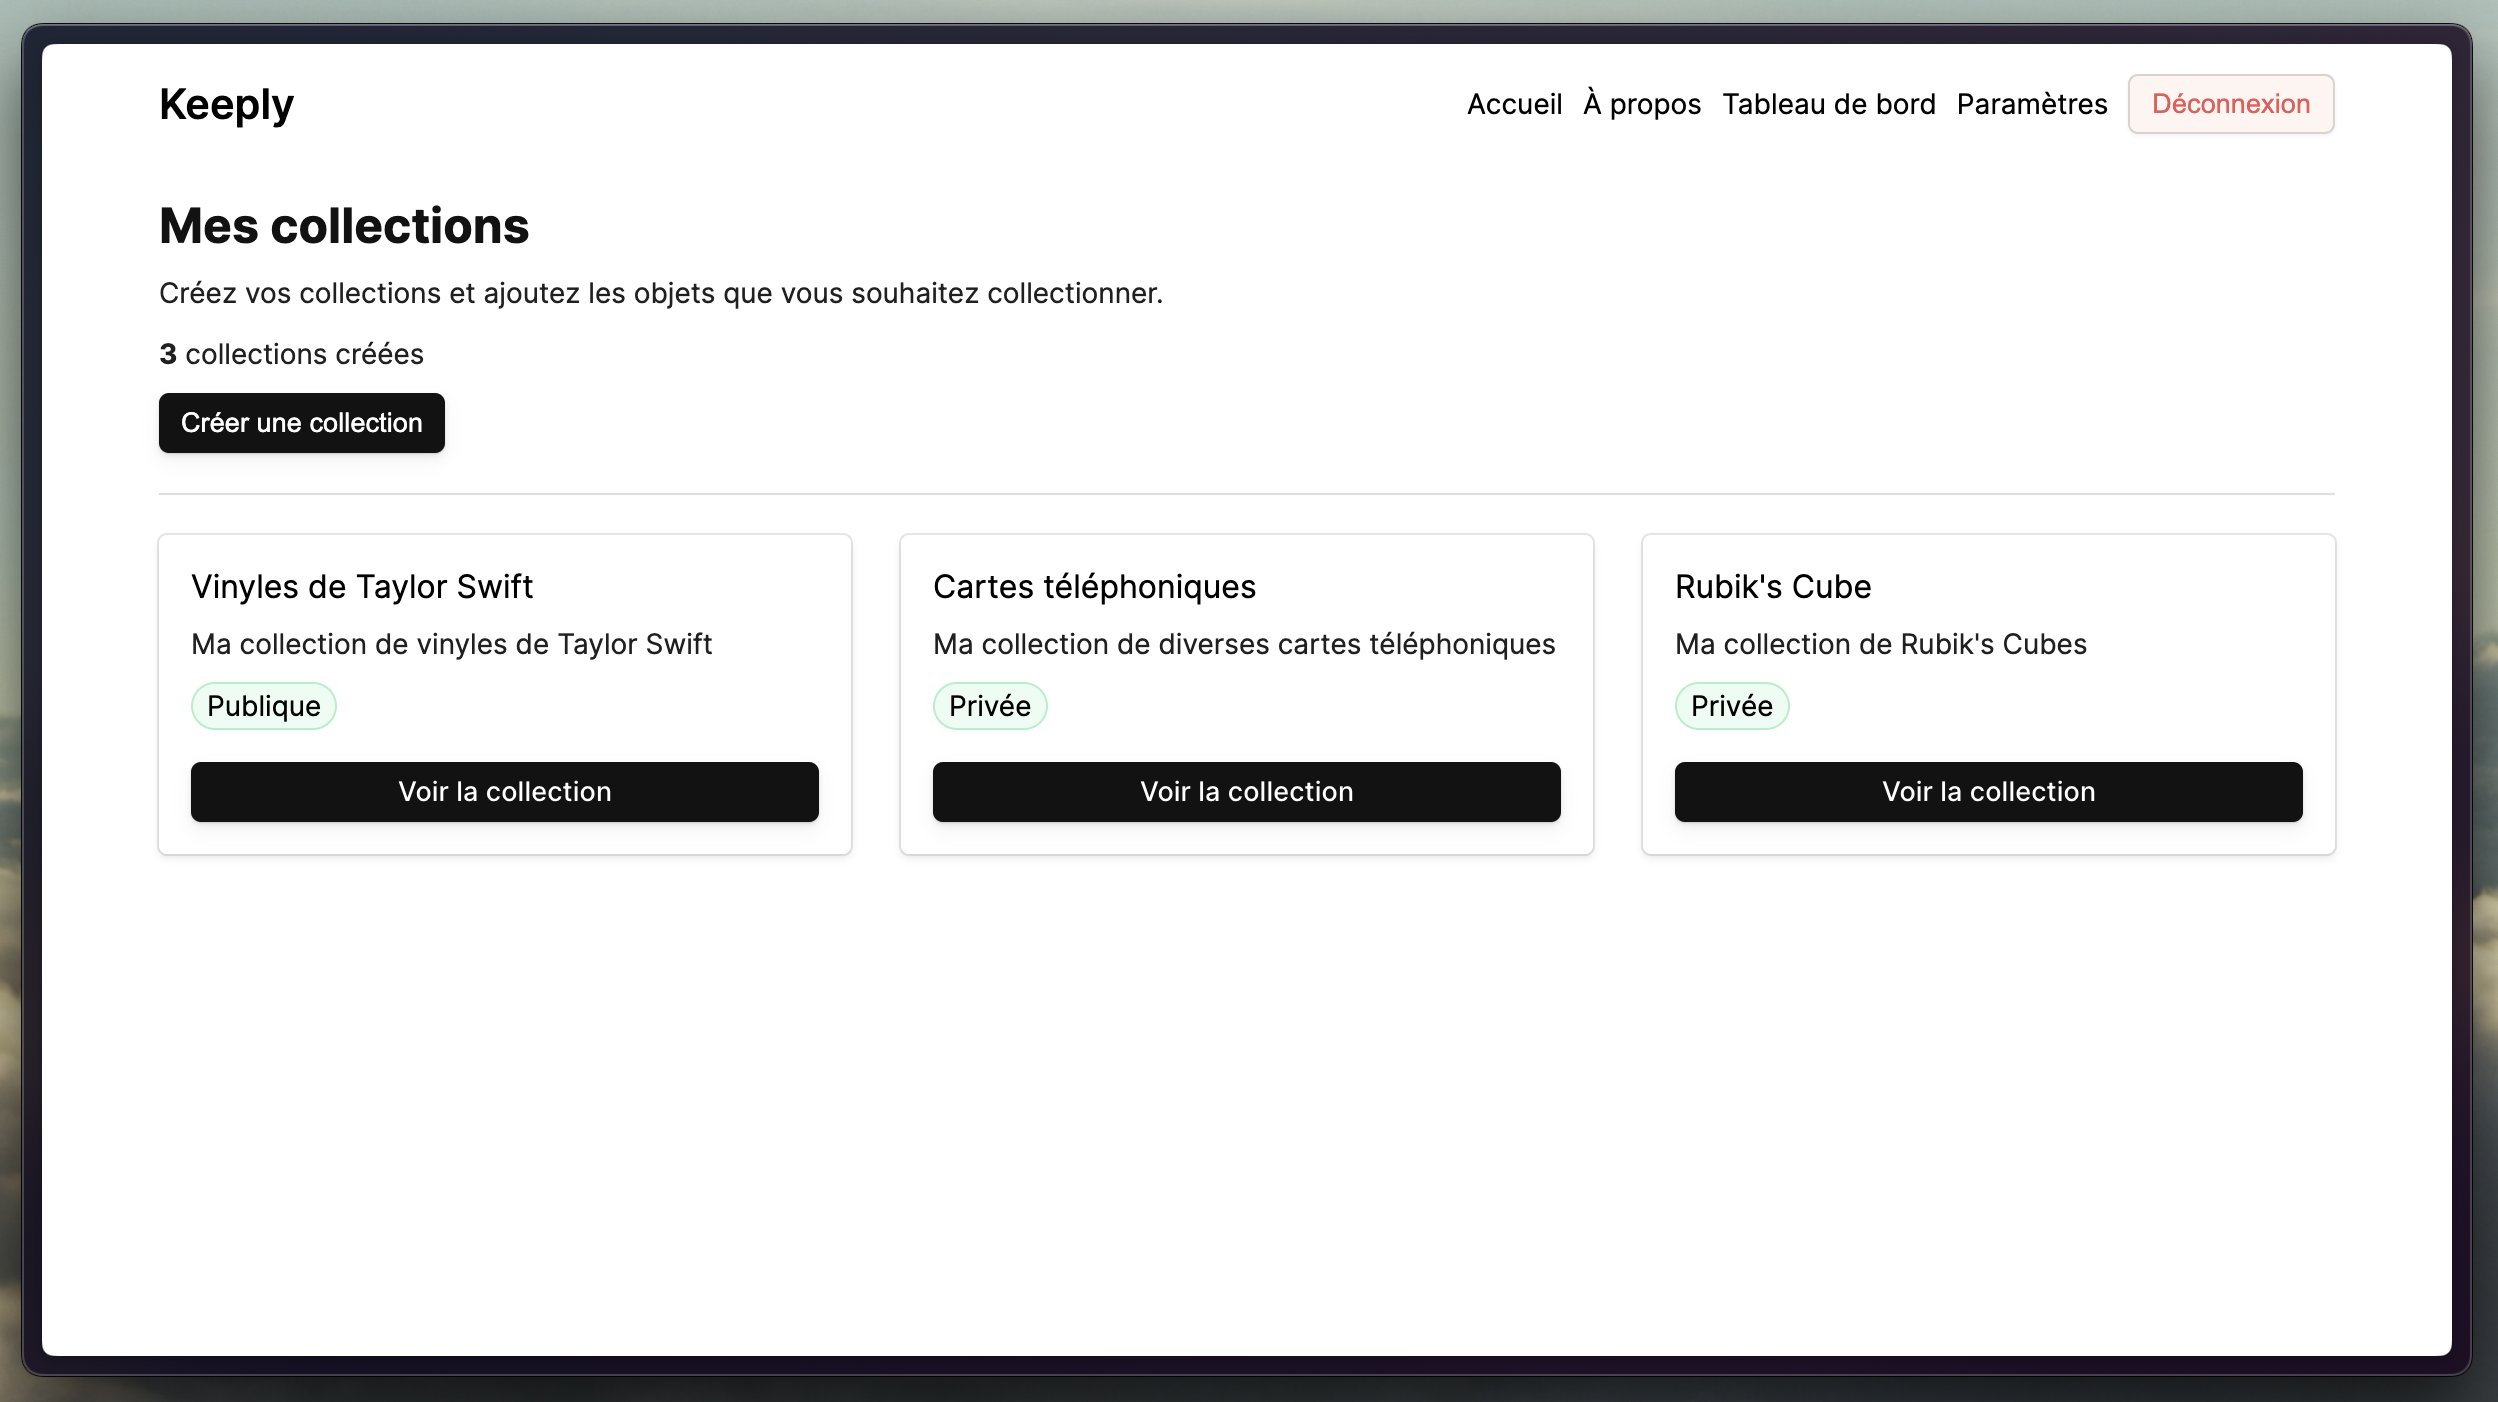 Keeply
Accueil À propos Tableau de bord Paramètres Déconnexion
Mes collections
Créez vos collections et ajoutez les objets que vous souhaitez collectionner.
3 collections créées
Créer une collection
Vinyles de Taylor Swift
Ma collection de vinyles de Taylor Swift
Publique
Voir la collection
Cartes téléphoniques
Ma collection de diverses cartes téléphoniques
Privée
Voir la collection
Rubik's Cube
Ma collection de Rubik's Cubes
Privée
Voir la collection